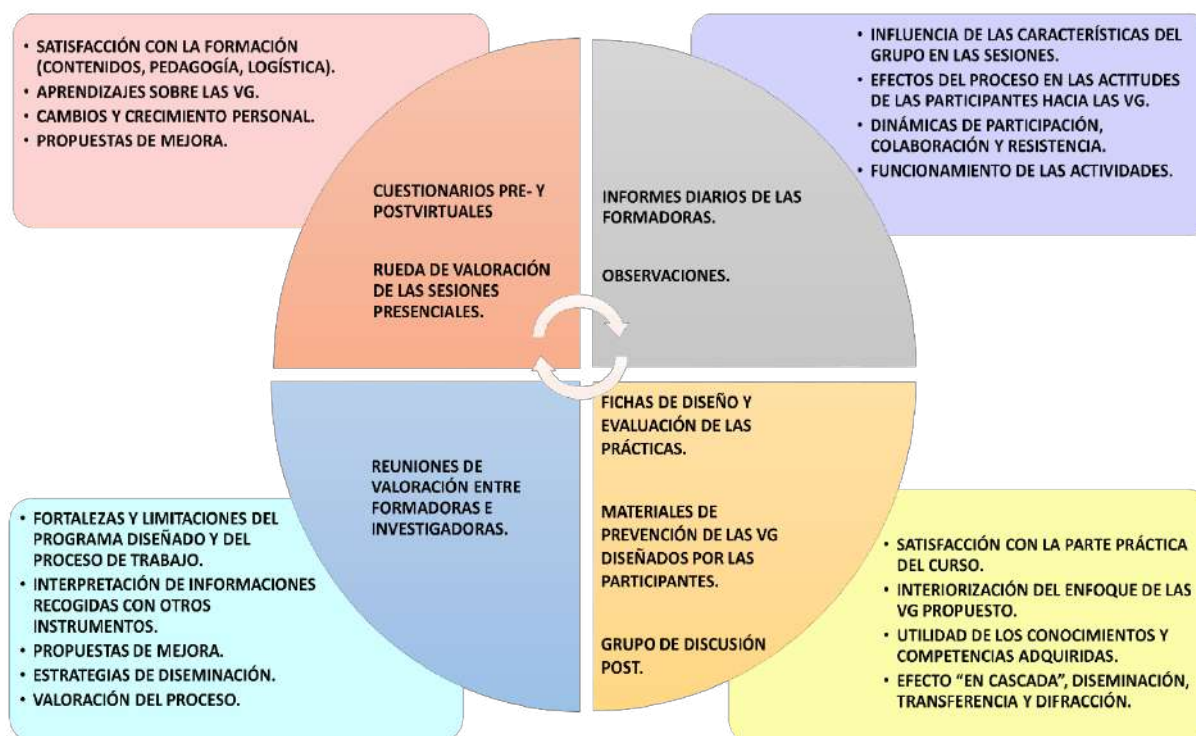 • SATISFACCIÓN CON LA FORMACIÓN
(CONTENIDOS, PEDAGOGÍA, LOGÍSTICA).
• APRENDIZAJES SOBRE LAS VG.
• CAMBIOS Y CRECIMIENTO PERSONAL.
• PROPUESTAS DE MEJORA.
CUESTIONARIOS PRE- Y
POSTVIRTUALES
RUEDA DE VALORACIÓN
DE LAS SESIONES
PRESENCIALES.
• INFLUENCIA DE LAS CARACTERÍSTICAS DEL
GRUPO EN LAS SESIONES.
• EFECTOS DEL PROCESO EN LAS ACTITUDES
DE LAS PARTICIPANTES HACIA LAS VG.
• DINÁMICAS DE PARTICIPACIÓN,
COLABORACIÓN Y RESISTENCIA.
• FUNCIONAMIENTO DE LAS ACTIVIDADES.
INFORMES DIARIOS DE LAS
FORMADORAS.
OBSERVACIONES.
REUNIONES DE
VALORACIÓN ENTRE
FORMADORAS E
INVESTIGADORAS.
• FORTALEZAS Y LIMITACIONES DEL
PROGRAMA DISEÑADO Y DEL
PROCESO DE TRABAJO.
• INTERPRETACIÓN DE INFORMACIONES
RECOGIDAS CON OTROS
INSTRUMENTOS.
• PROPUESTAS DE MEJORA.
• ESTRATEGIAS DE DISEMINACIÓN.
• VALORACIÓN DEL PROCESO.
FICHAS DE DISEÑO Y
EVALUACIÓN DE LAS
PRÁCTICAS.
MATERIALES DE
PREVENCIÓN DE LAS VG
DISEÑADOS POR LAS
PARTICIPANTES.
GRUPO DE DISCUSIÓN
POST.
• SATISFACCIÓN CON LA PARTE PRÁCTICA
DEL CURSO.
• INTERIORIZACIÓN DEL ENFOQUE DE LAS
VG PROPUESTO.
• UTILIDAD DE LOS CONOCIMIENTOS Y
COMPETENCIAS ADQUIRIDAS.
• EFECTO “EN CASCADA”, DISEMINACIÓN,
TRANSFERENCIA Y DIFRACCIÓN.